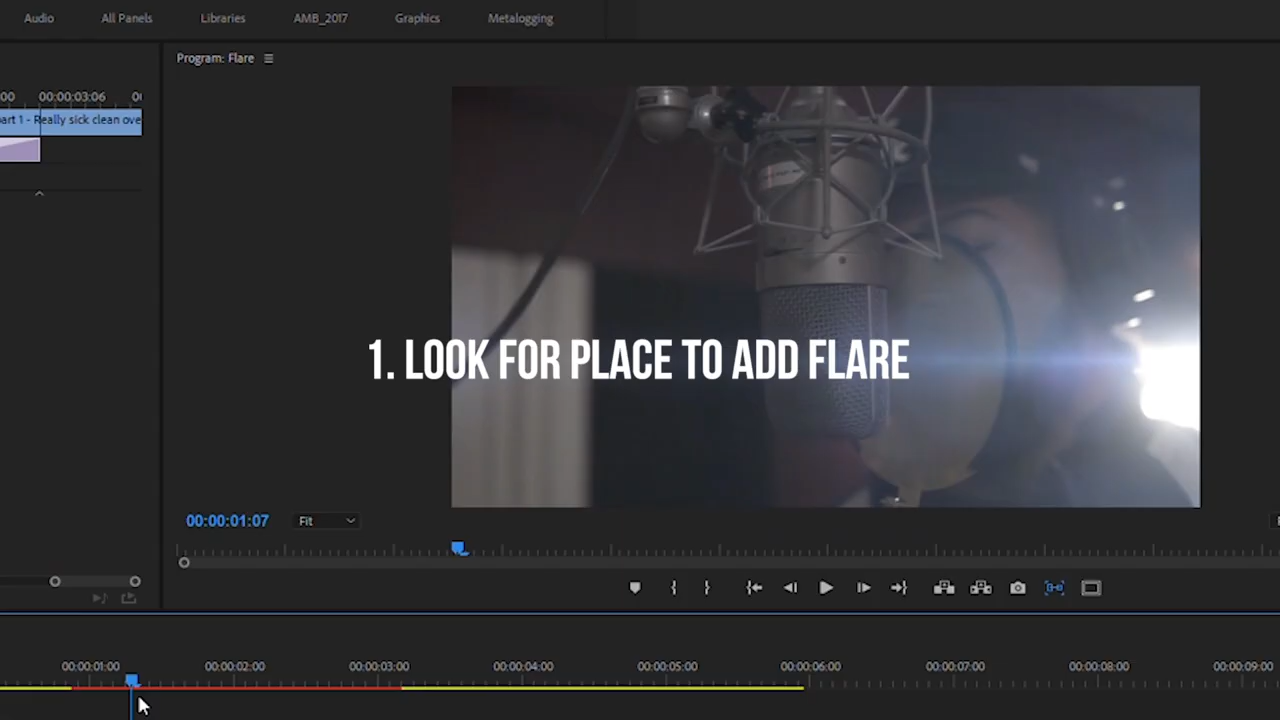 Audio
All Panels
Libraries
AMB_2017
Graphics
Metalogging
Program: Flare
00
00:00:03:06
0
art 1 - Really sick clean ove
1. LOOK FOR PLACE TO ADD FLARE
00:00:01:07
Fit
00:00:01:00
00:00:02:00
00:00:03:00
00:00:04:00
00:00:05:00
00:00:06:00
00:00:07:00
00:00:08:00
00:00:09:00